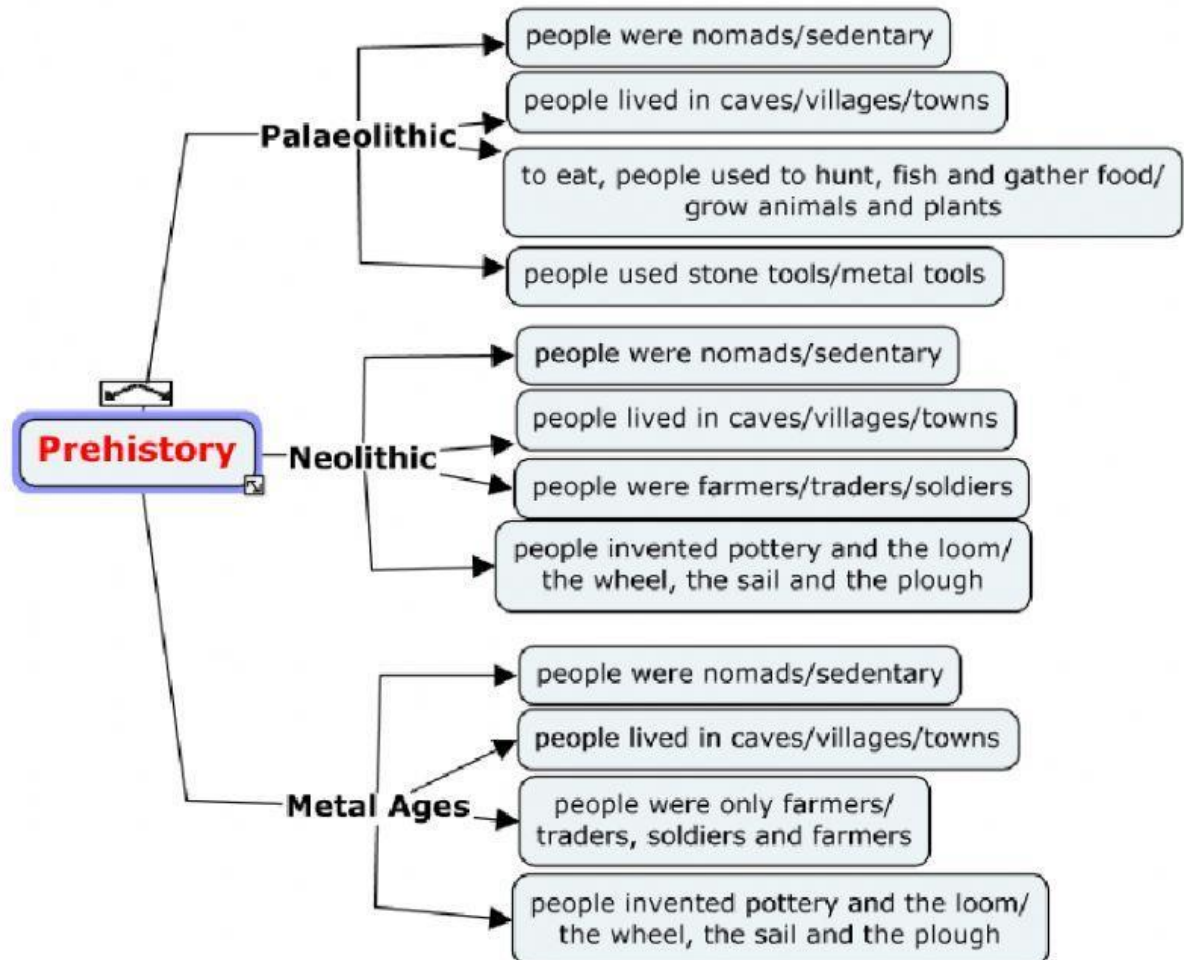 people were nomads/sedentary
people lived in caves/villages/towns
Palaeolithic
to eat, people used to hunt, fish and gather food/
grow animals and plants
people used stone tools/metal tools
people were nomads/sedentary
people lived in caves/villages/towns
Prehistory
Neolithic
people were farmers/traders/soldiers
people invented pottery and the loom/
the wheel, the sail and the plough
people were nomads/sedentary
people lived in caves/villages/towns
Metal Ages
people were only farmers/
traders, soldiers and farmers
people invented pottery and the loom/
the wheel, the sail and the plough